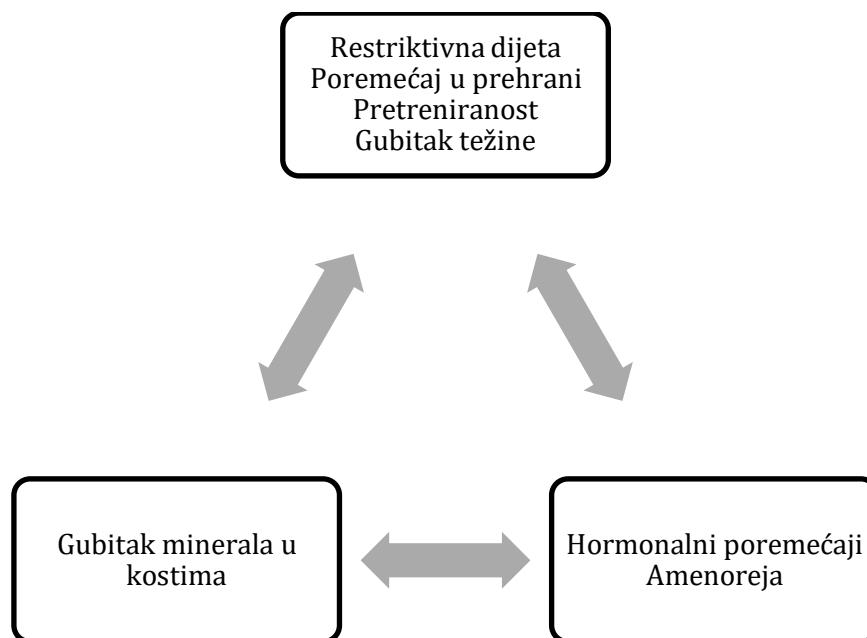 Restriktivna dijeta
Poremećaj u prehrani
Pretreniranost
Gubitak težine
Gubitak minerala u
kostima
Hormonalni poremećaji
Amenoreja